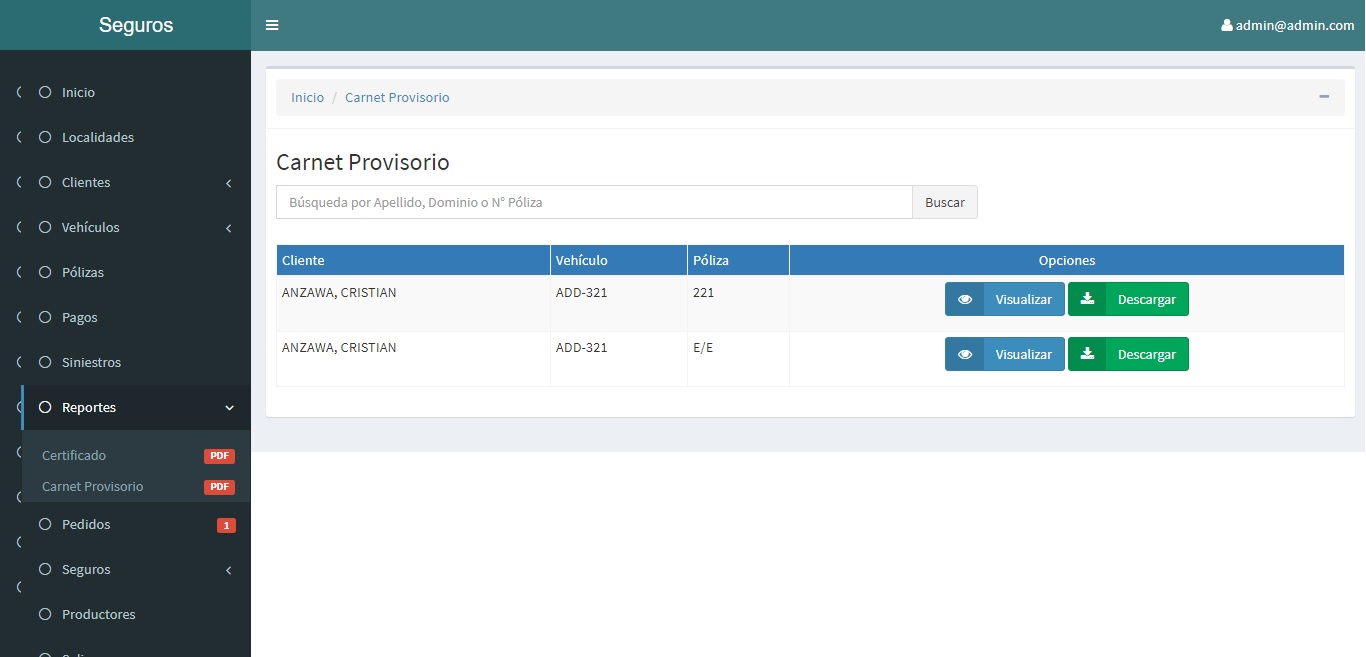 Seguros
admin@admin.com
Inicio
Localidades
Clientes
Vehículos
Pólizas
Pagos
Siniestros
Reportes
Certificado PDF
Carnet Provisorio PDF
Pedidos 1
Seguros
Productores
Inicio / Carnet Provisorio
Carnet Provisorio
Búsqueda por Apellido, Dominio o N° Póliza Buscar
Cliente Vehículo Póliza Opciones
ANZAWA, CRISTIAN ADD-321 221 Visualizar Descargar
ANZAWA, CRISTIAN ADD-321 E/E Visualizar Descargar